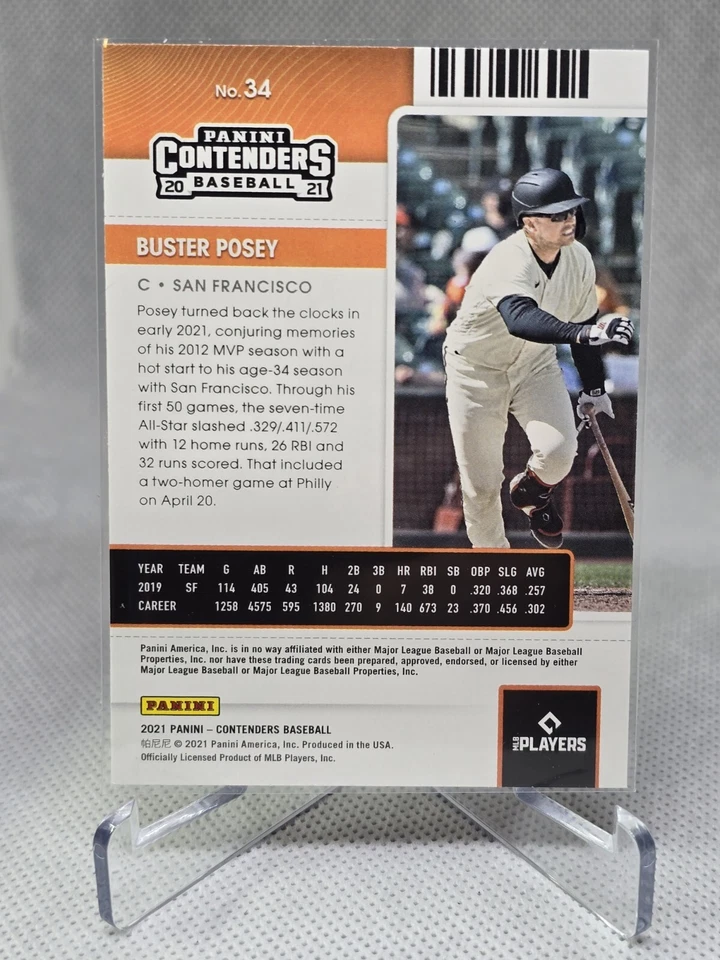 No.34
PANINI
CONTENDERS
20 BASEBALL 21
BUSTER POSEY
C • SAN FRANCISCO
Posey turned back the clocks in
early 2021, conjuring memories
of his 2012 MVP season with a
hot start to his age-34 season
with San Francisco. Through his
first 50 games, the seven-time
All-Star slashed .329/.411/.572
with 12 home runs, 26 RBI and
32 runs scored. That included
a two-homer game at Philly
on April 20.
YEAR TEAM G AB R H 2B 3B HR RBI SB OBP SLG AVG
2019 SF 114 405 43 104 24 0 7 38 0 .320 .368 .257
CAREER 1258 4575 595 1380 270 9 140 673 23 .370 .456 .302
Panini America, Inc. is in no way affiliated with either Major League Baseball or Major League Baseball
Properties, Inc. nor have these trading cards been prepared, approved, endorsed, or licensed by either
Major League Baseball or Major League Baseball Properties, Inc.
PANINI
2021 PANINI – CONTENDERS BASEBALL
帕尼尼 © 2021 Panini America, Inc. Produced in the USA.
Officially Licensed Product of MLB Players, Inc.
MLB PLAYERS